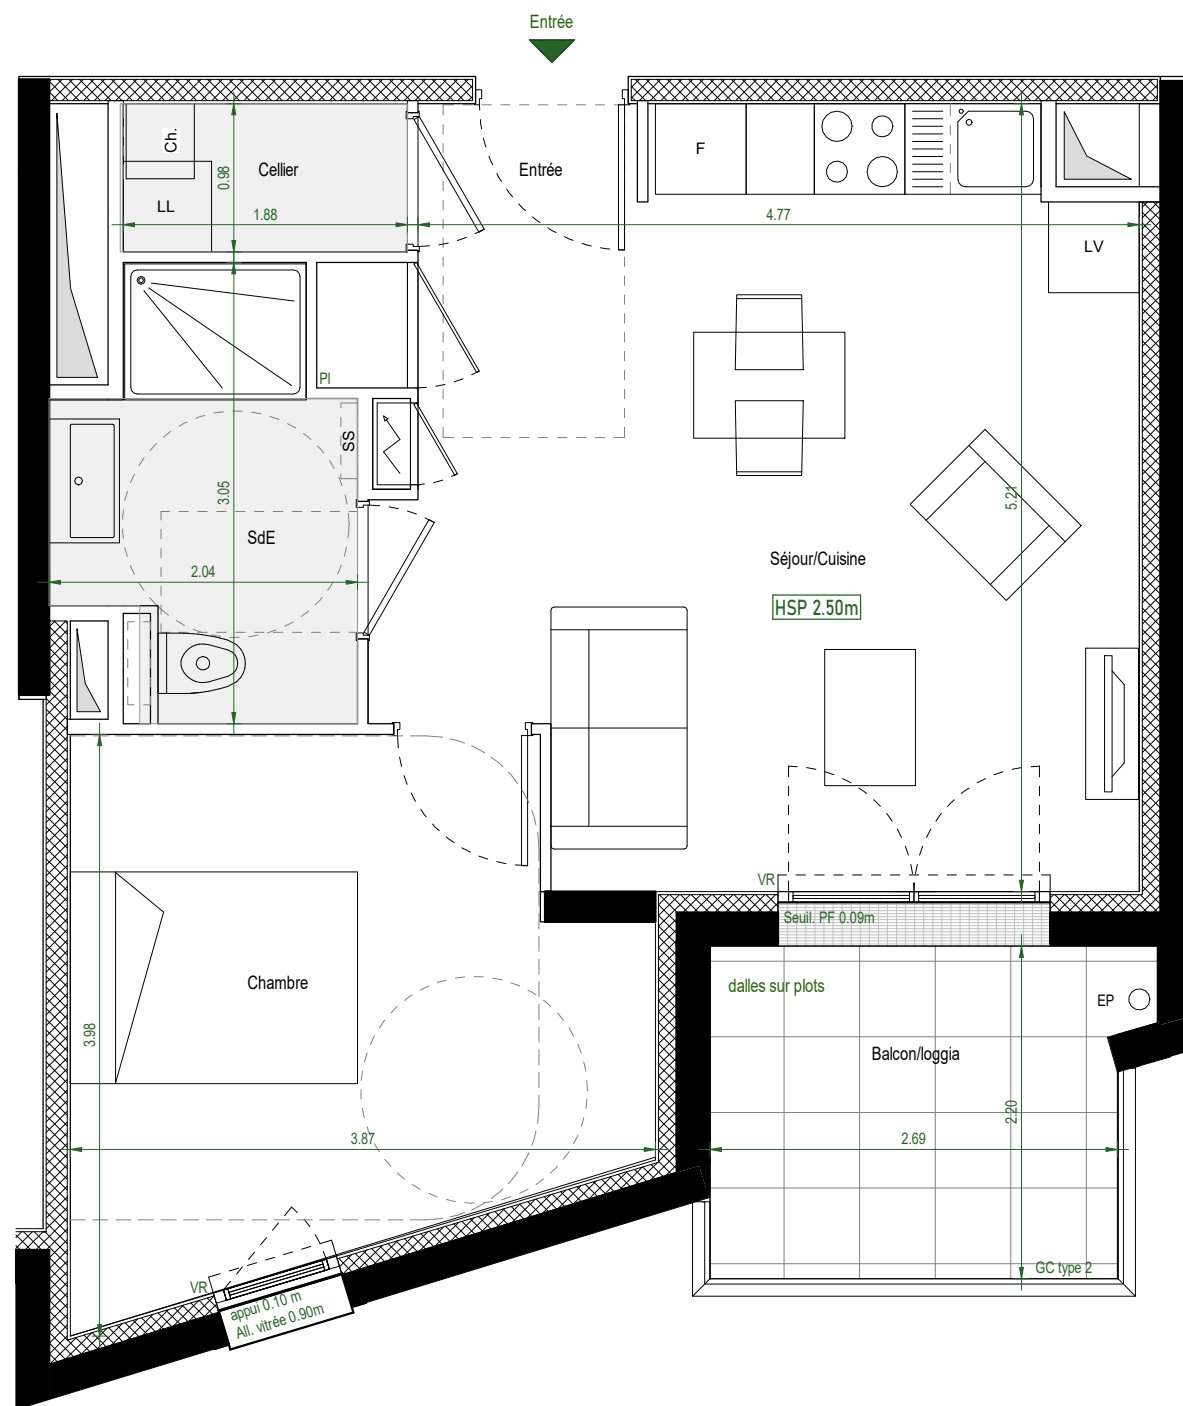 Entrée
Ch.
LL
0.98
Cellier
1.88
Entrée
F
4.77
LV
PI
SS
3.05
SdE
2.04
5.21
Séjour/Cuisine
HSP 2.50m
VR
Seuil. PF 0.09m
dalles sur plots
EP
Balcon/loggia
2.20
2.69
GC type 2
Chambre
3.98
3.87
VR
appui 0.10 m
All. vitrée 0.90m